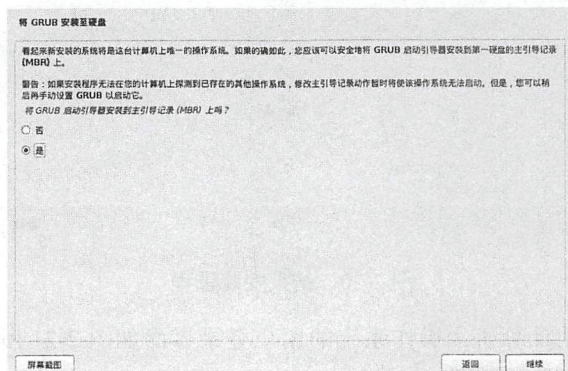 将 GRUB 安装至硬盘
看起来新安装的系统将是这台计算机上唯一的操作系统。如果的确如此，您应该可以安全地将 GRUB 启动引导器安装到第一硬盘的主引导记录
(MBR) 上。
警告：如果安装程序无法在您的计算机上探测到已存在的其他操作系统，修改主引导记录动作暂时将使该操作系统无法启动。但是，您可以稍
后再手动设置 GRUB 以启动它。
将 GRUB 启动引导器安装到主引导记录 (MBR) 上吗？
否
是
屏幕截图
返回
继续